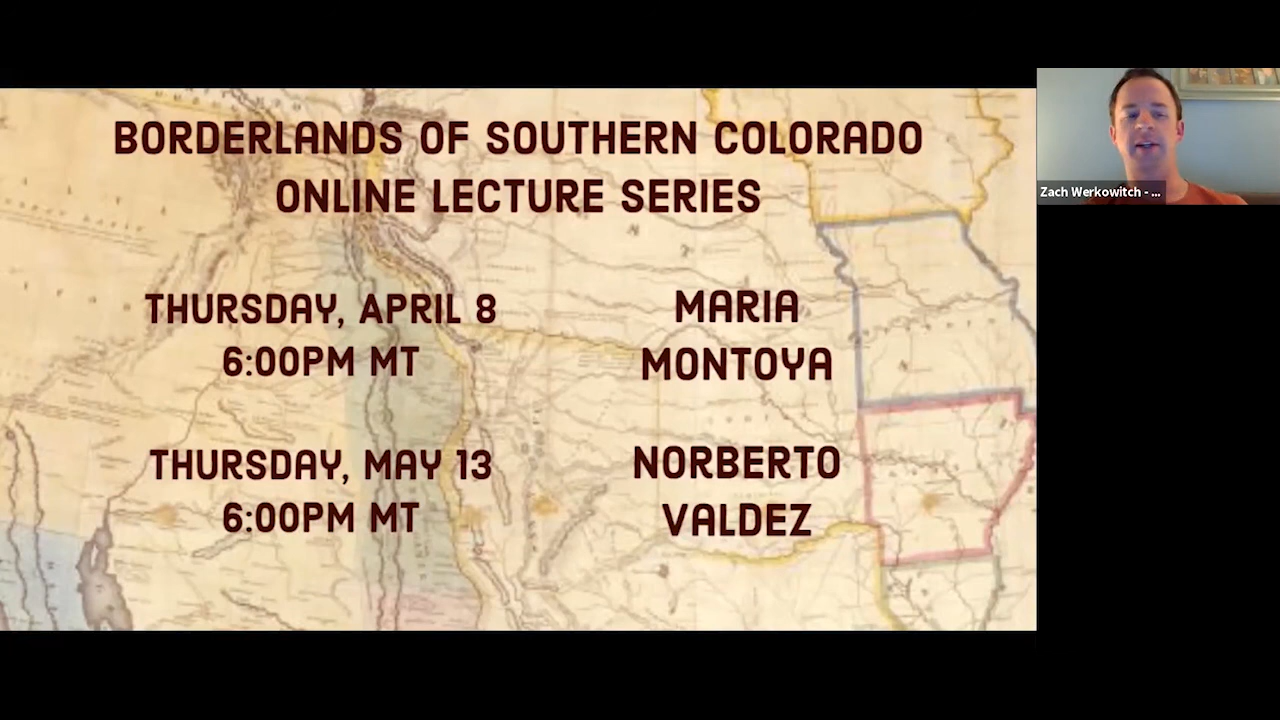 BORDERLANDS OF SOUTHERN COLORADO
ONLINE LECTURE SERIES
THURSDAY, APRIL 8
6:00PM MT
MARIA
MONTOYA
THURSDAY, MAY 13
6:00PM MT
NORBERTO
VALDEZ
Zach Werkowitch - ...